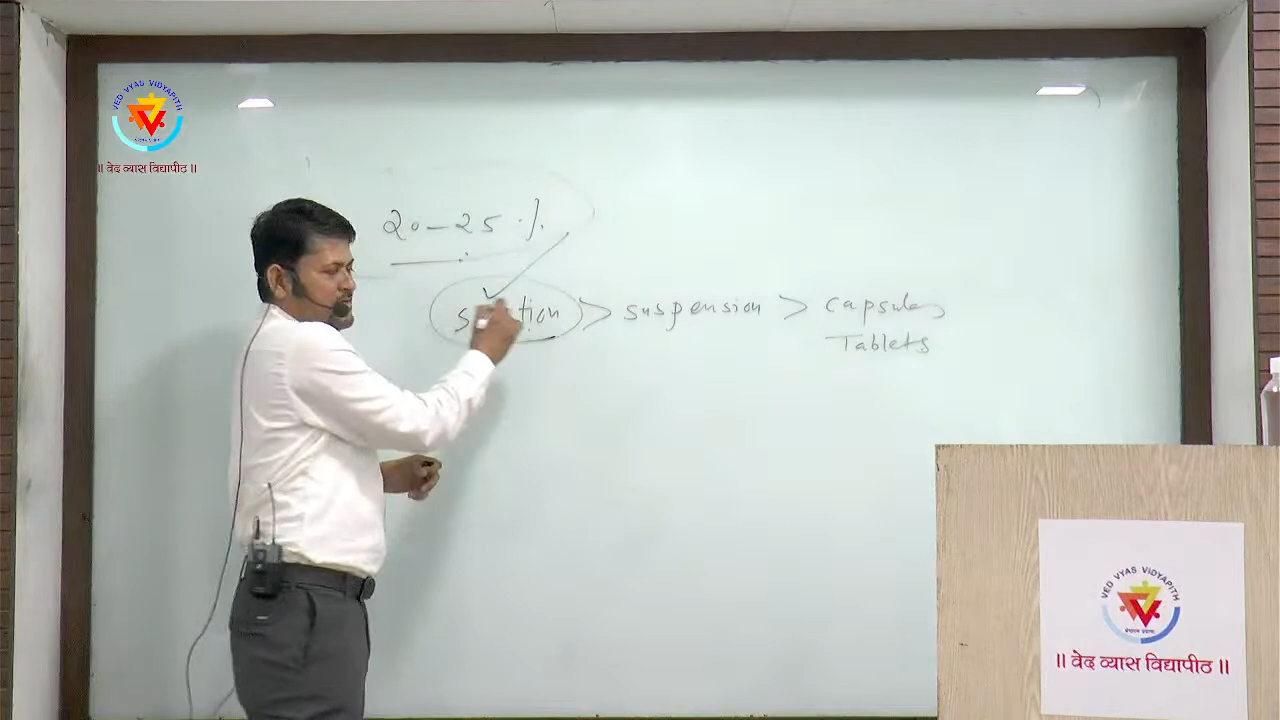 VED VYAS VIDYAPITH
|| वेद व्यास विद्यापीठ ||
20-25 %
> suspension > capsules
Tablets
VED VYAS VIDYAPITH
|| वेद व्यास विद्यापीठ ||